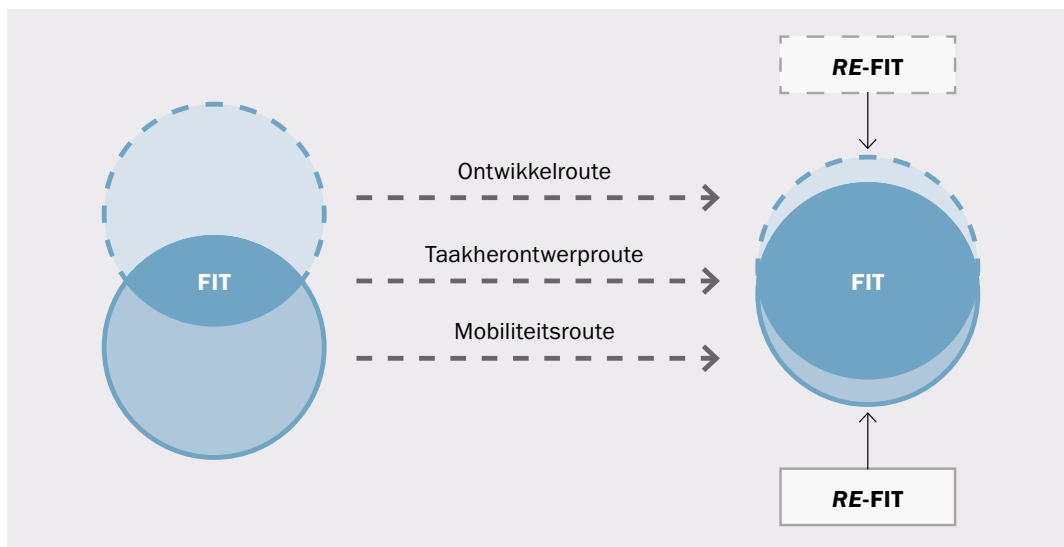 RE-FIT
Ontwikkelroute
Taakherontwerproute
FIT
FIT
Mobiliteitsroute
RE-FIT